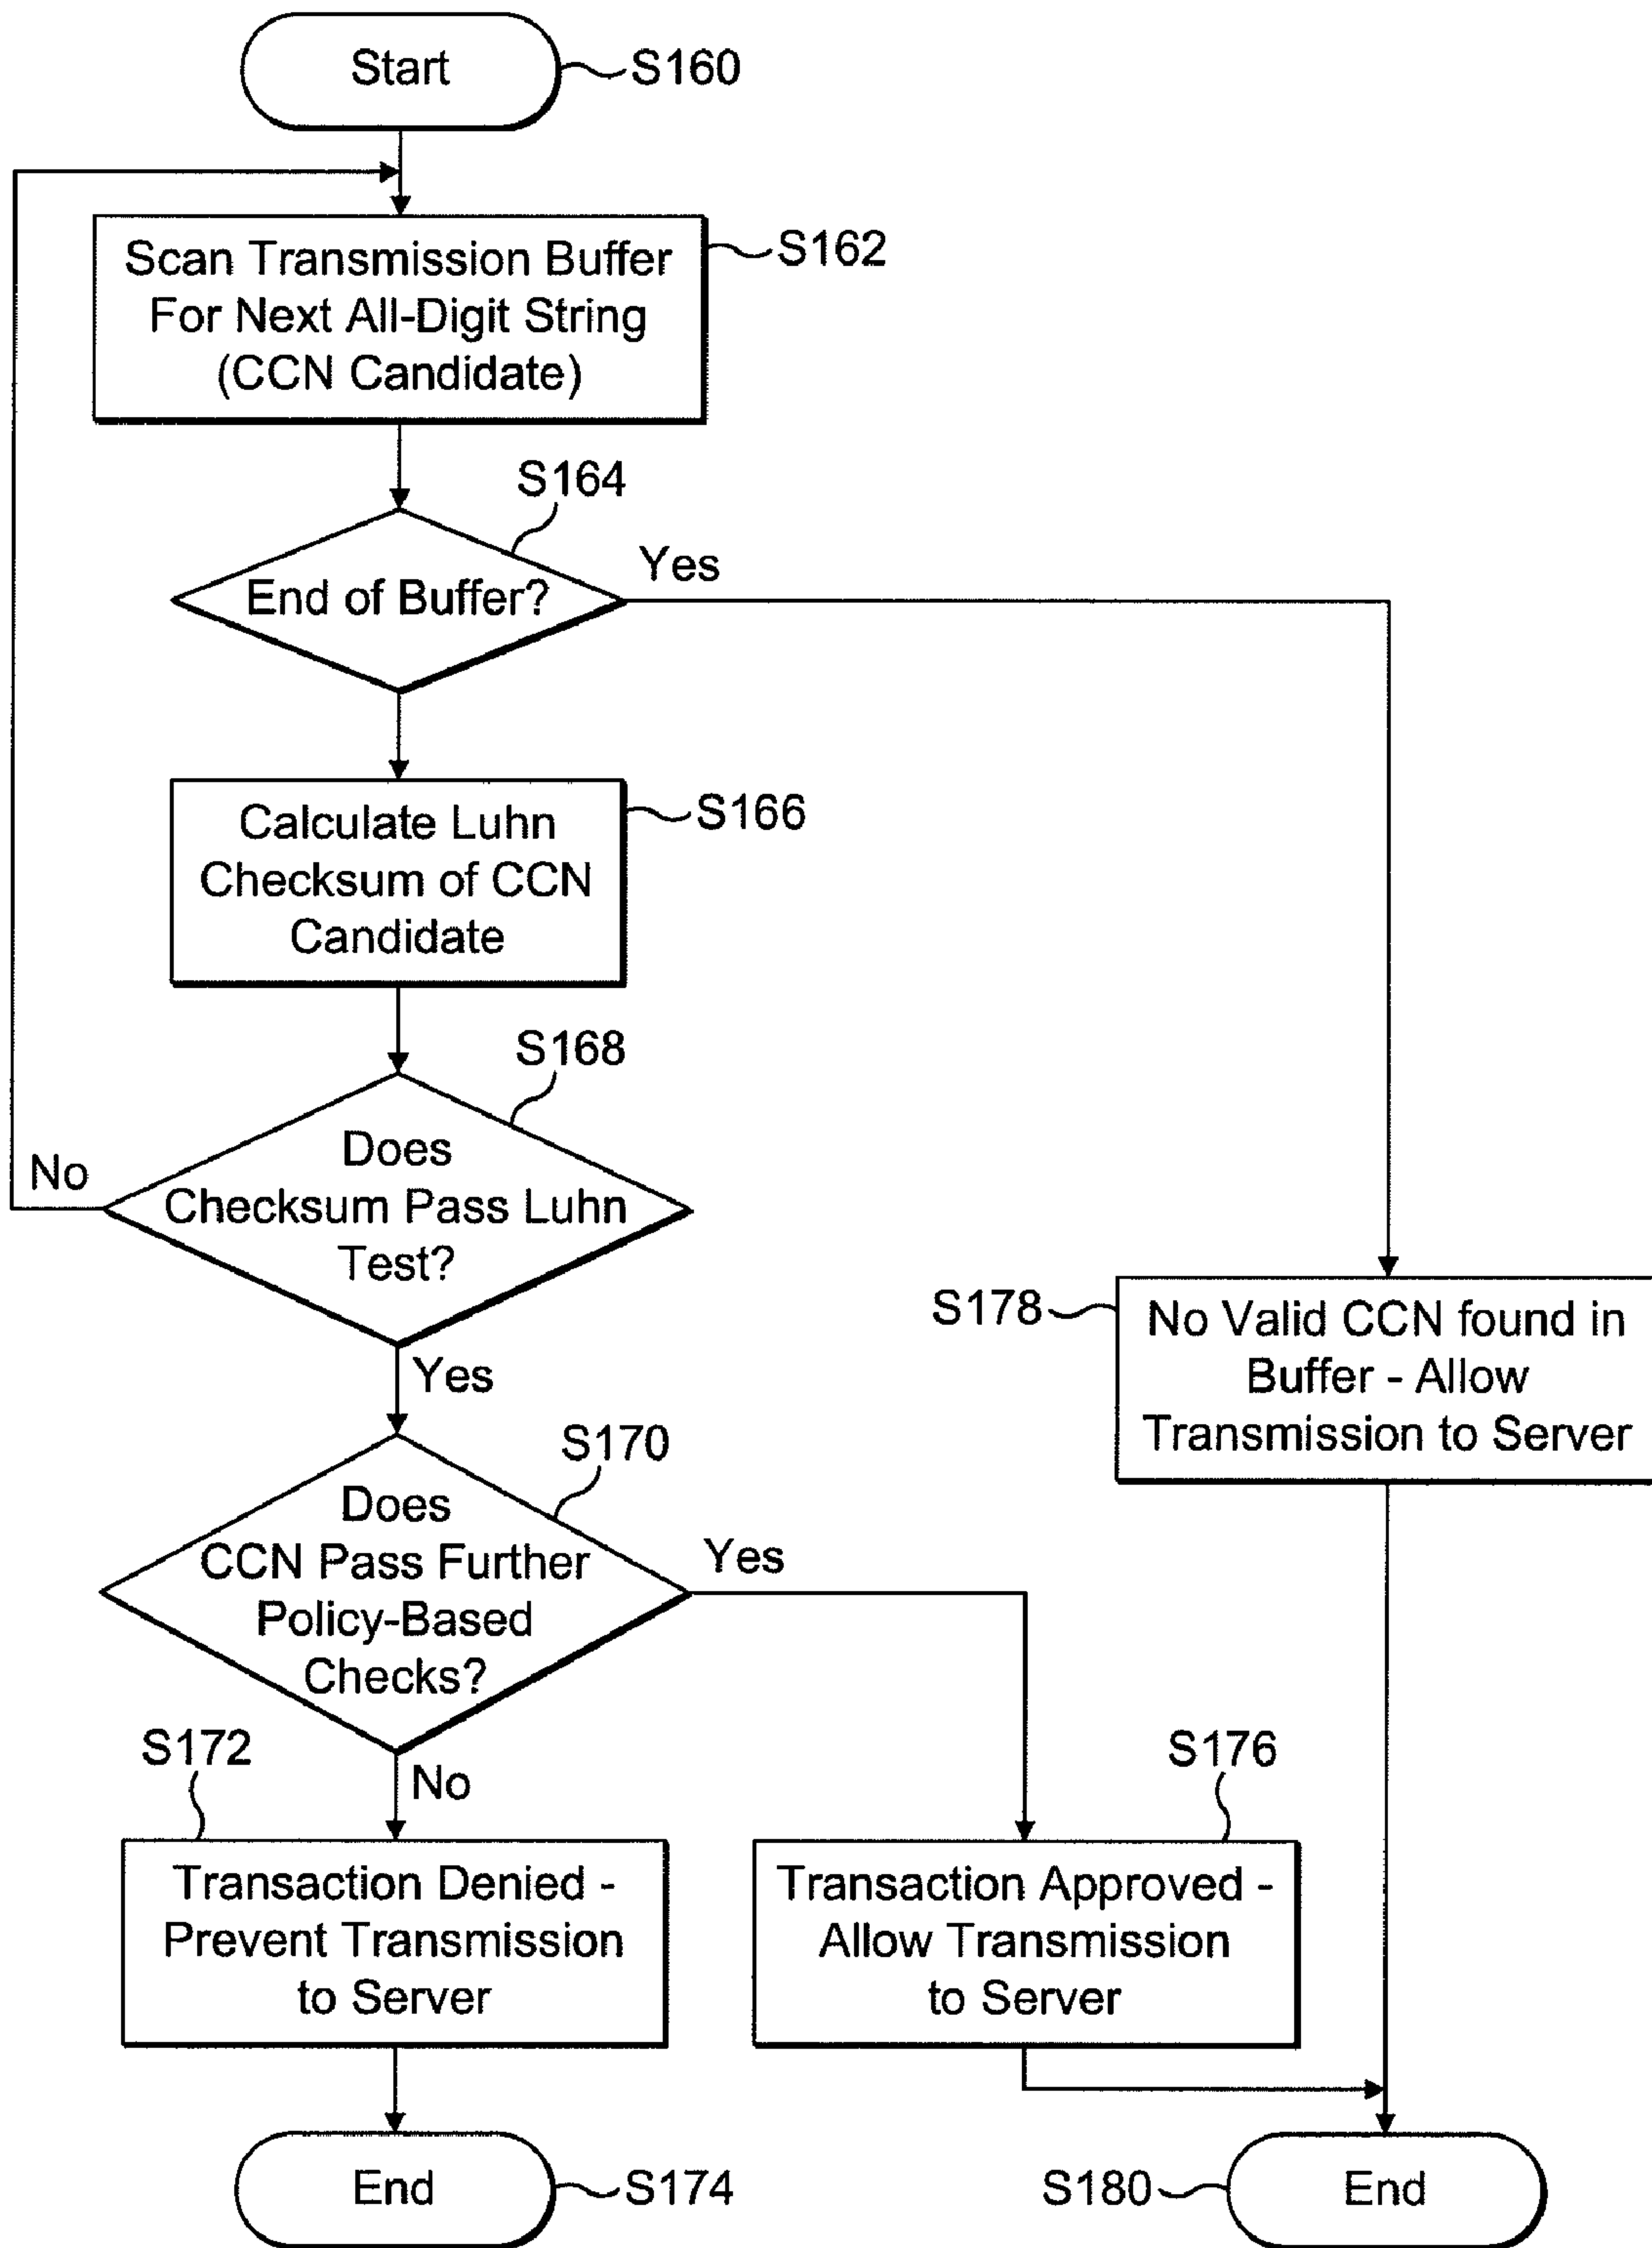 Start
S160
Scan Transmission Buffer
For Next All-Digit String
(CCN Candidate)
S162
S164
End of Buffer?
Yes
Calculate Luhn
Checksum of CCN
Candidate
S166
S168
Does
Checksum Pass Luhn
Test?
No
Yes
S178
No Valid CCN found in
Buffer - Allow
Transmission to Server
S170
Does
CCN Pass Further
Policy-Based
Checks?
Yes
No
S172
Transaction Denied -
Prevent Transmission
to Server
S176
Transaction Approved -
Allow Transmission
to Server
End
S174
S180
End